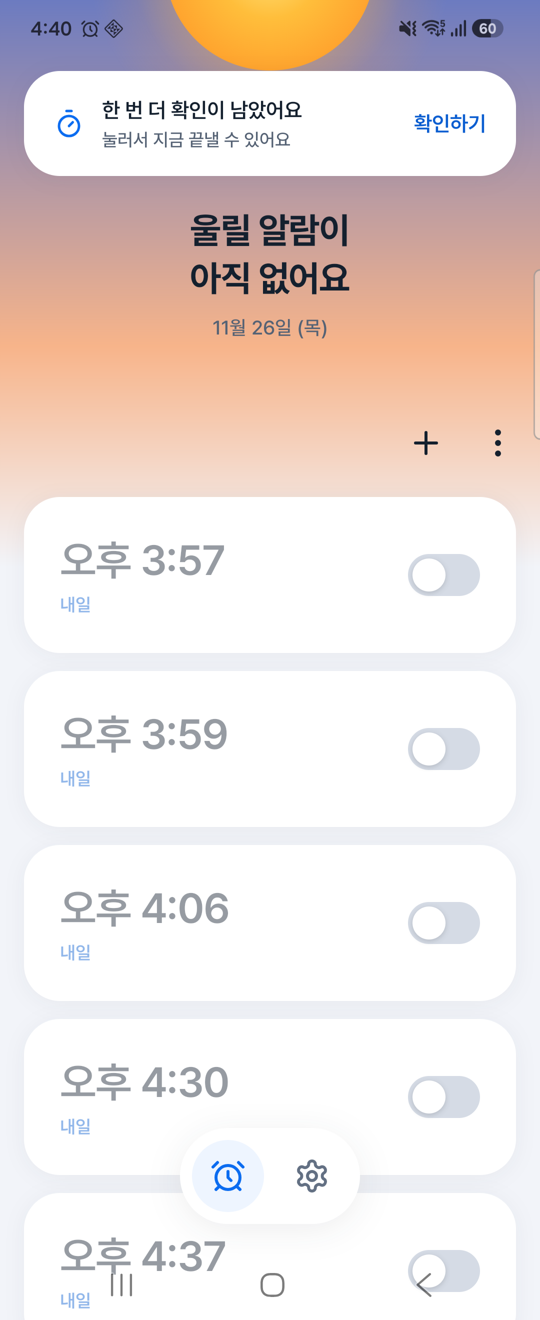 4:40
60
한 번 더 확인이 남았어요
눌러서 지금 끝낼 수 있어요
확인하기
울릴 알람이
아직 없어요
11월 26일 (목)
오후 3:57
내일
오후 3:59
내일
오후 4:06
내일
오후 4:30
내일
오후 4:37
내일